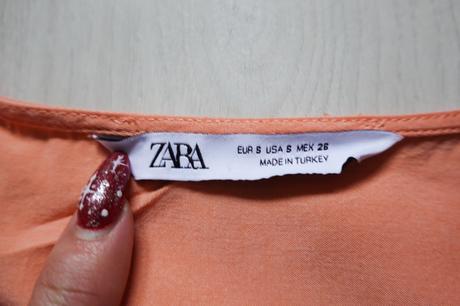 ZARA
EUR S USA S MEX 26
MADE IN TURKEY